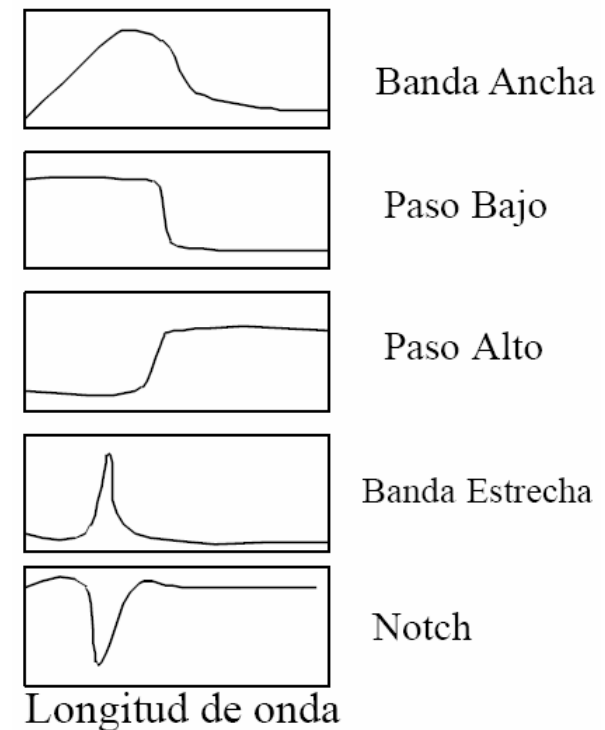 Banda Ancha
Paso Bajo
Paso Alto
Banda Estrecha
Notch
Longitud de onda